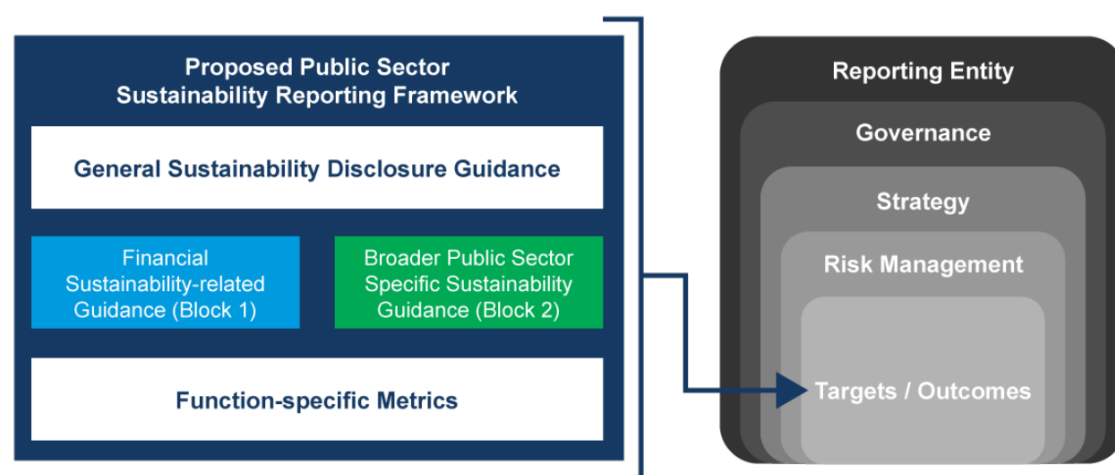 Proposed Public Sector
Sustainability Reporting Framework
General Sustainability Disclosure Guidance
Financial
Sustainability-related
Guidance (Block 1)
Broader Public Sector
Specific Sustainability
Guidance (Block 2)
Function-specific Metrics
Reporting Entity
Governance
Strategy
Risk Management
Targets / Outcomes